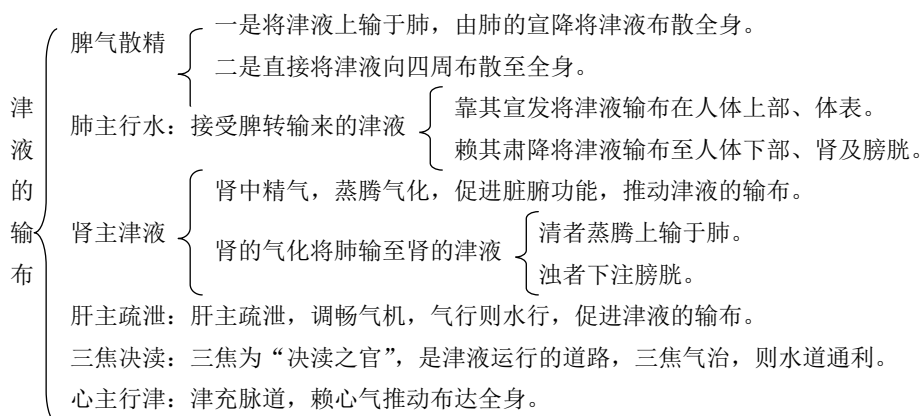 津液的输布
脾气散精
一是将津液上输于肺，由肺的宣降将津液布散全身。
二是直接将津液向四周布散至全身。
肺主行水：接受脾转输来的津液
靠其宣发将津液输布在人体上部、体表。
赖其肃降将津液输布至人体下部、肾及膀胱。
肾主津液
肾中精气，蒸腾气化，促进脏腑功能，推动津液的输布。
肾的气化将肺输至肾的津液
清者蒸腾上输于肺。
浊者下注膀胱。
肝主疏泄：肝主疏泄，调畅气机，气行则水行，促进津液的输布。
三焦决渎：三焦为“决渎之官”，是津液运行的道路，三焦气治，则水道通利。
心主行津：津充脉道，赖心气推动布达全身。